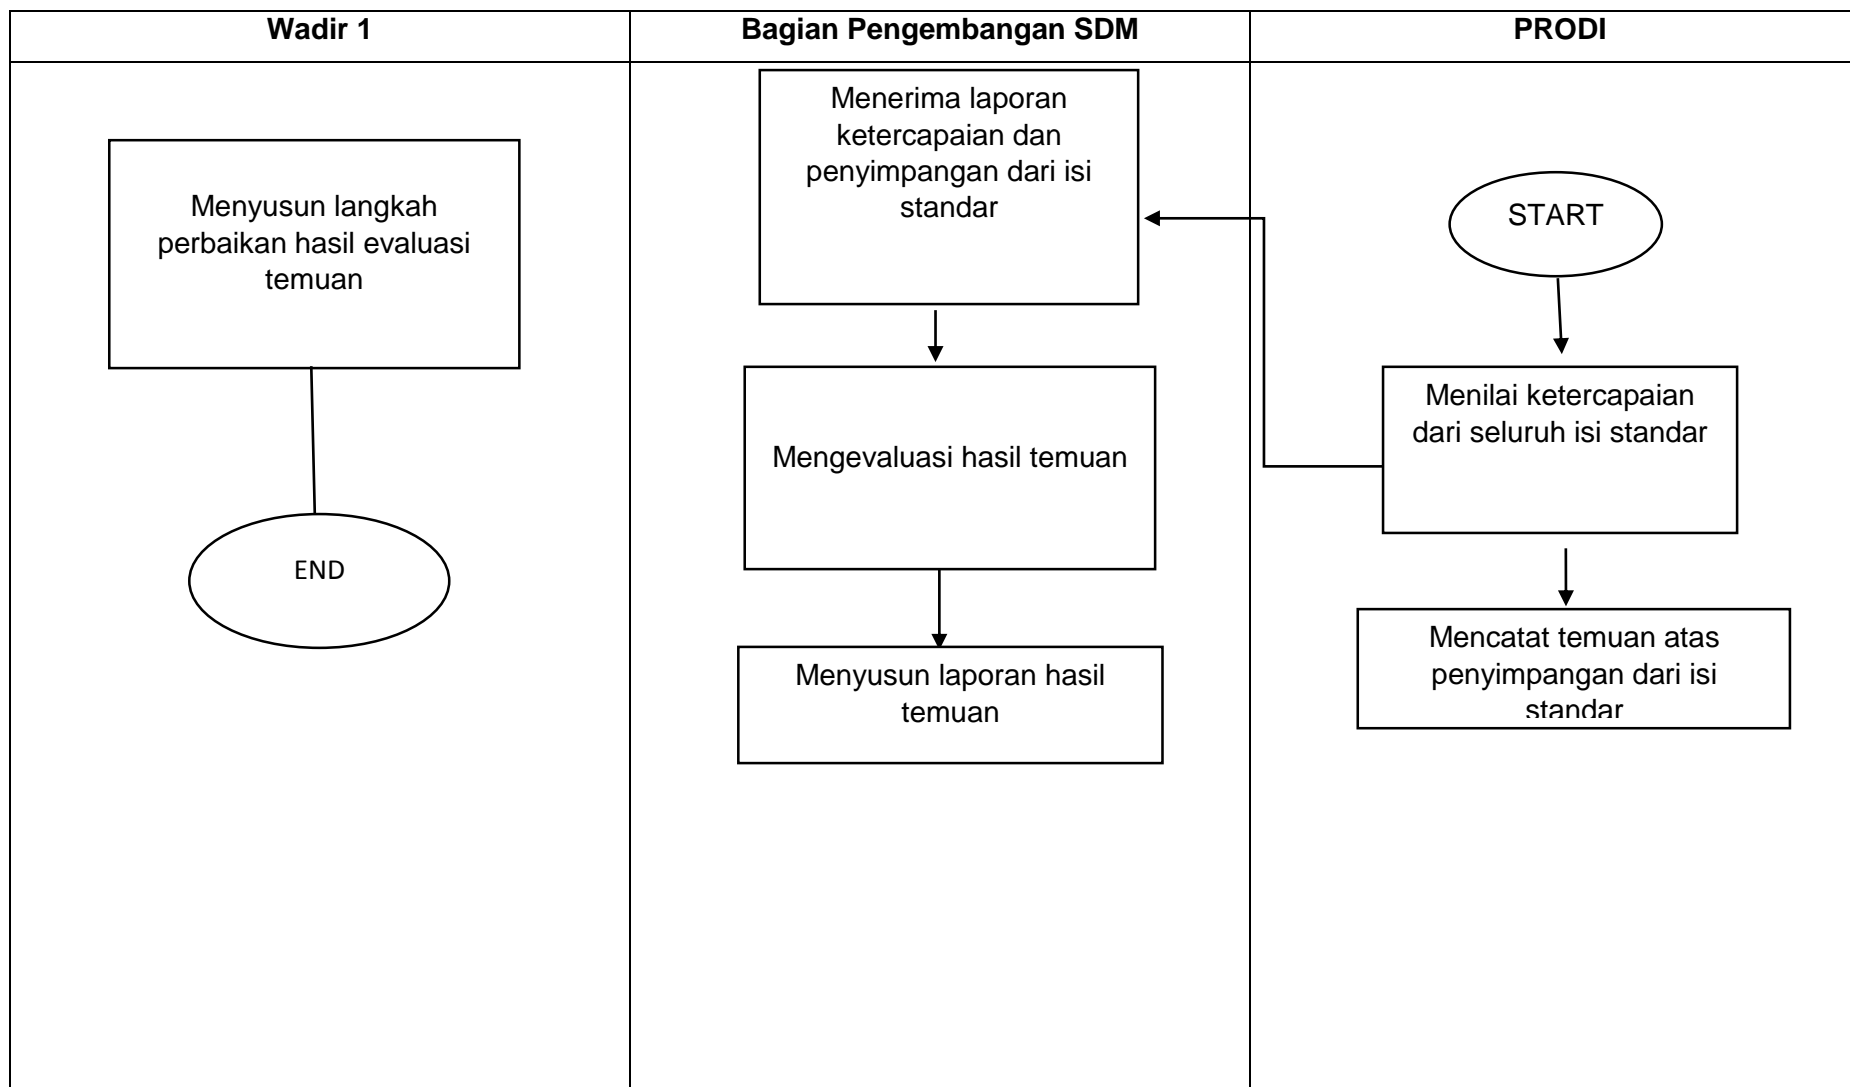 Wadir 1
Bagian Pengembangan SDM
PRODI
Menyusun langkah
perbaikan hasil evaluasi
temuan
END
Menerima laporan
ketercapaian dan
penyimpangan dari isi
standar
Mengevaluasi hasil temuan
Menyusun laporan hasil
temuan
START
Menilai ketercapaian
dari seluruh isi standar
Mencatat temuan atas
penyimpangan dari isi
standar